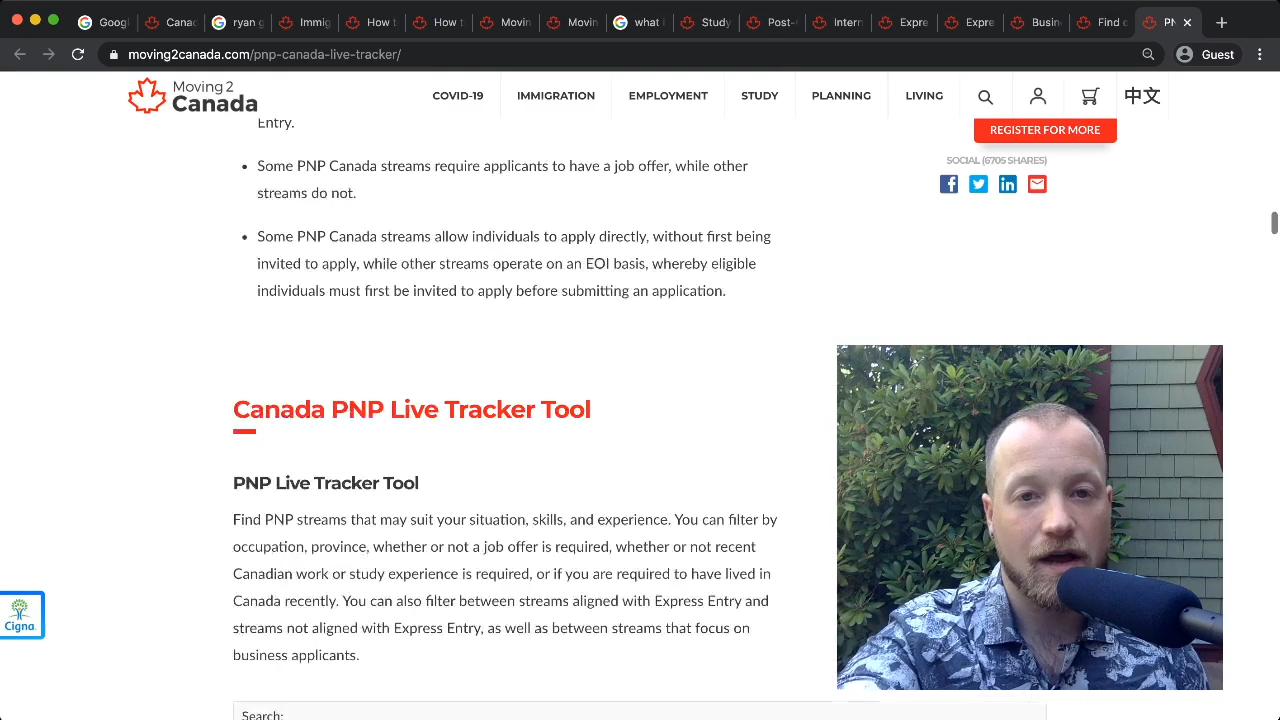 Goog
Canac
ryan g
Immig
How t
How t
Movin
Movin
what i
Study
Post-
Intern
Expre
Expre
Busin
Find c
PN
moving2canada.com/pnp-canada-live-tracker/
Guest
Moving 2
Canada
COVID-19
IMMIGRATION
EMPLOYMENT
STUDY
PLANNING
LIVING
中文
Entry.
REGISTER FOR MORE
SOCIAL (6705 SHARES)
• Some PNP Canada streams require applicants to have a job offer, while other
streams do not.
• Some PNP Canada streams allow individuals to apply directly, without first being
invited to apply, while other streams operate on an EOI basis, whereby eligible
individuals must first be invited to apply before submitting an application.
Canada PNP Live Tracker Tool
PNP Live Tracker Tool
Find PNP streams that may suit your situation, skills, and experience. You can filter by
occupation, province, whether or not a job offer is required, whether or not recent
Canadian work or study experience is required, or if you are required to have lived in
Canada recently. You can also filter between streams aligned with Express Entry and
streams not aligned with Express Entry, as well as between streams that focus on
business applicants.
Cigna.
Search: